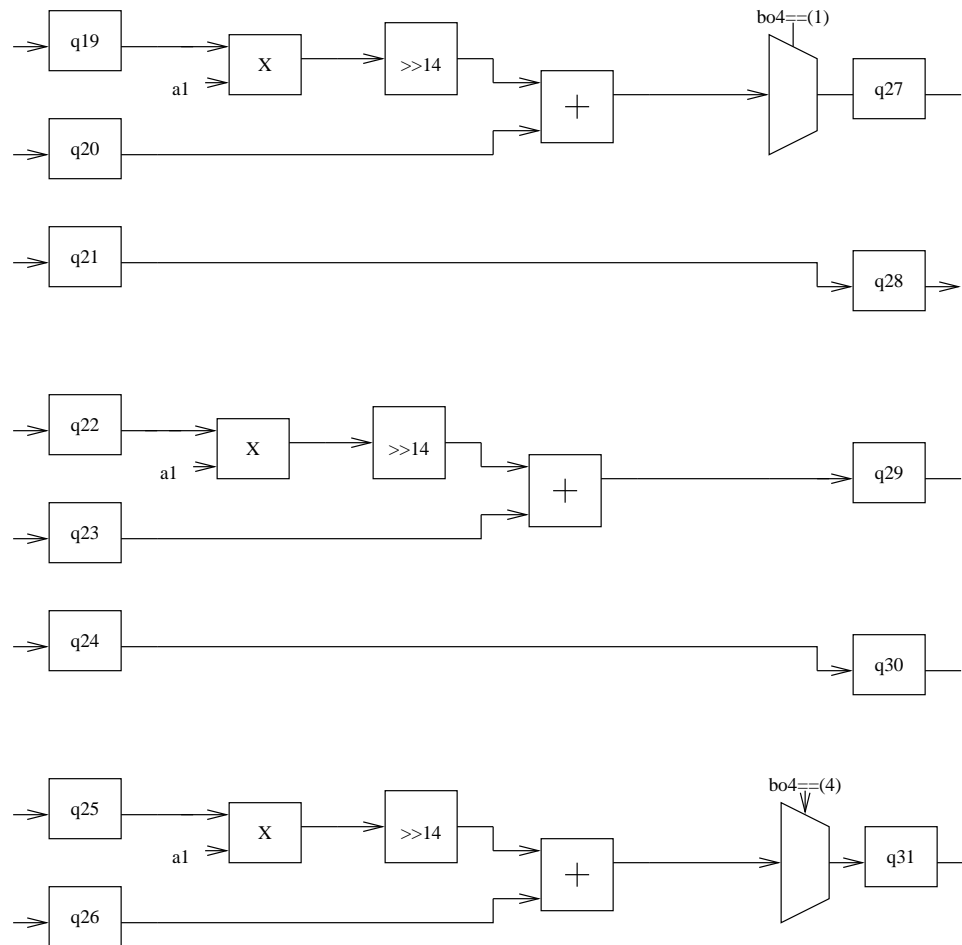 bo4==(1)
q19
X
>>14
a1
+
q27
q20
q21
q28
q22
X
>>14
a1
+
q29
q23
q24
q30
bo4==(4)
q25
X
>>14
a1
+
q31
q26